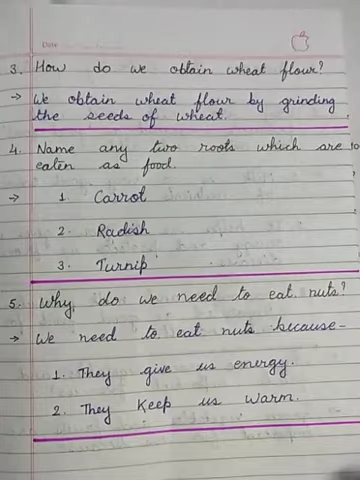 Date
3. How do we obtain wheat flour?
→ We obtain wheat flour by grinding
the seeds of wheat.
4. Name any two roots which are to
eaten as food.
→ 1. Carrot
2. Radish
3. Turnip
5. Why do we need to eat nuts?
→ We need to eat nuts because-
1. They give us energy.
2. They keep us warm.